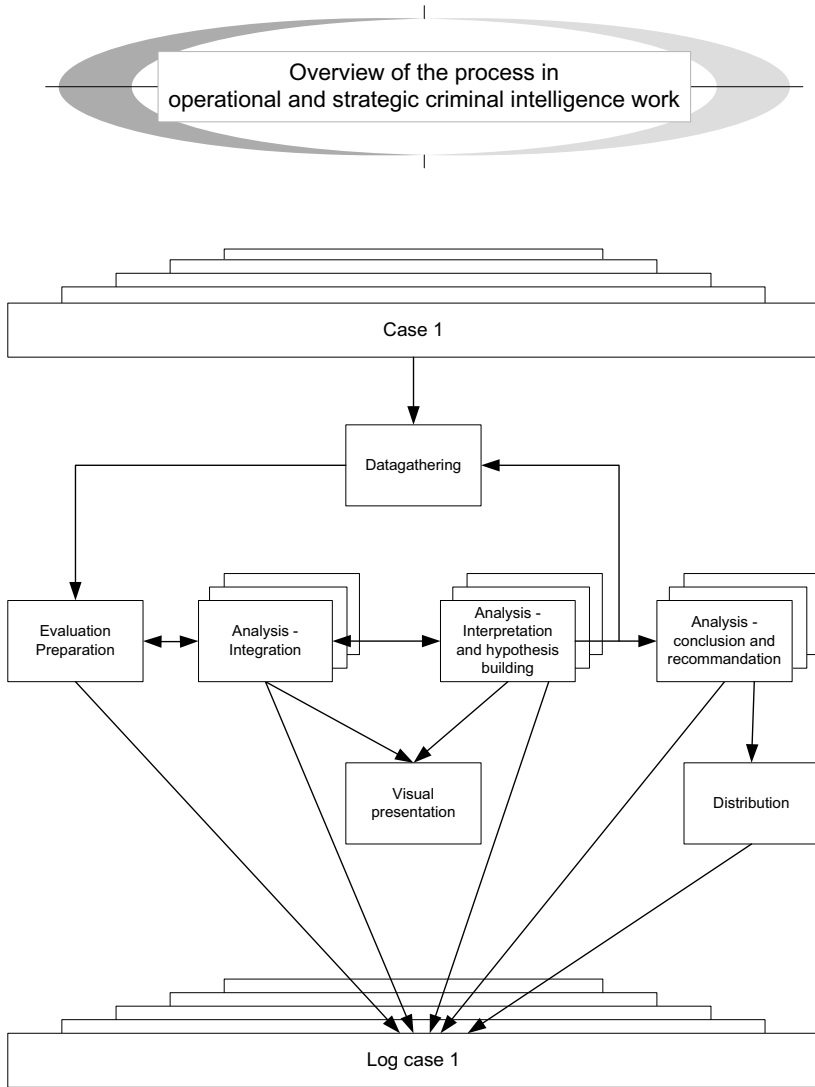 Overview of the process in
operational and strategic criminal intelligence work
Case 1
Datagathering
Evaluation
Preparation
Analysis -
Integration
Analysis -
Interpretation
and hypothesis
building
Analysis -
conclusion and
recommandation
Visual
presentation
Distribution
Log case 1